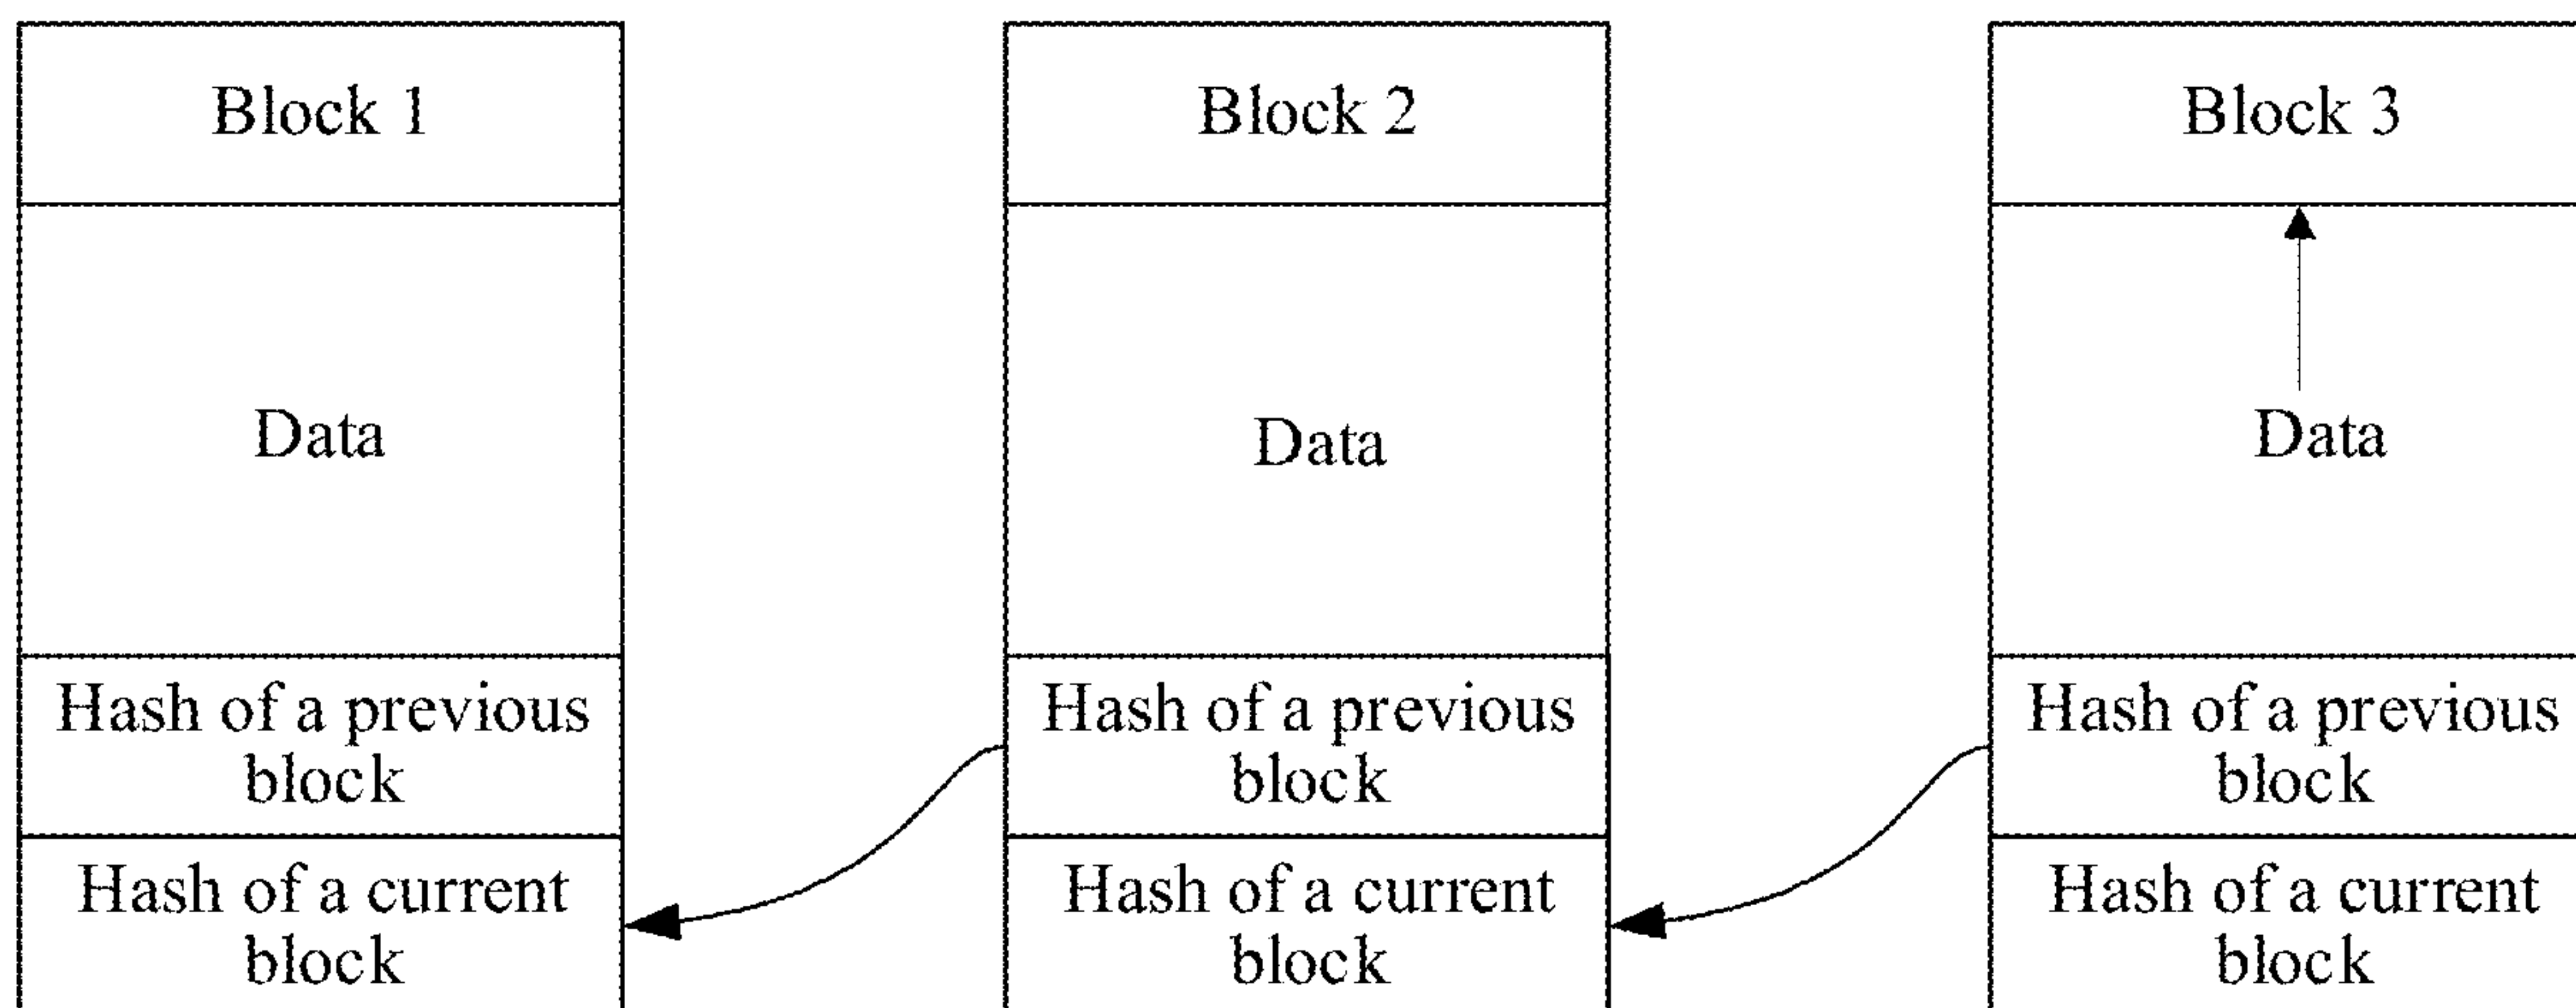 Block 1
Data
Hash of a previous
block
Hash of a current
block
Block 2
Data
Hash of a previous
block
Hash of a current
block
Block 3
Data
Hash of a previous
block
Hash of a current
block